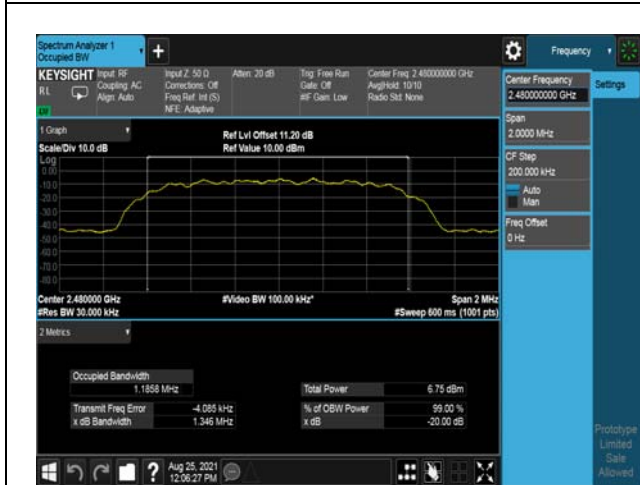 Spectrum Analyzer 1
Occupied BW
Frequency
KEYSIGHT Input: RF Input Z: 50 Ω Atten: 20 dB Trig: Free Run Center Freq: 2.480000000 GHz
RL Coupling: AC Corrections: Off Gate: Off Avg|Hold: 10/10
Align: Auto Freq Ref: Int (S) #IF Gain: Low Radio Std: None
NFE: Adaptive
Center Frequency
2.480000000 GHz
Settings
Span
2.0000 MHz
CF Step
200.000 kHz
Auto
Man
Freq Offset
0 Hz
1 Graph
Ref Lvl Offset 11.20 dB
Scale/Div 10.0 dB Ref Value 10.00 dBm
Log
0.00
-10.0
-20.0
-30.0
-40.0
-50.0
-60.0
-70.0
-80.0
Center 2.480000 GHz #Video BW 100.00 kHz* Span 2 MHz
#Res BW 30.000 kHz #Sweep 600 ms (1001 pts)
2 Metrics
Occupied Bandwidth
1.1858 MHz Total Power 6.75 dBm
Transmit Freq Error -4.085 kHz % of OBW Power 99.00 %
x dB Bandwidth 1.346 MHz x dB -20.00 dB
Prototype
Limited
Sale
Allowed
Aug 25, 2021
12:06:27 PM